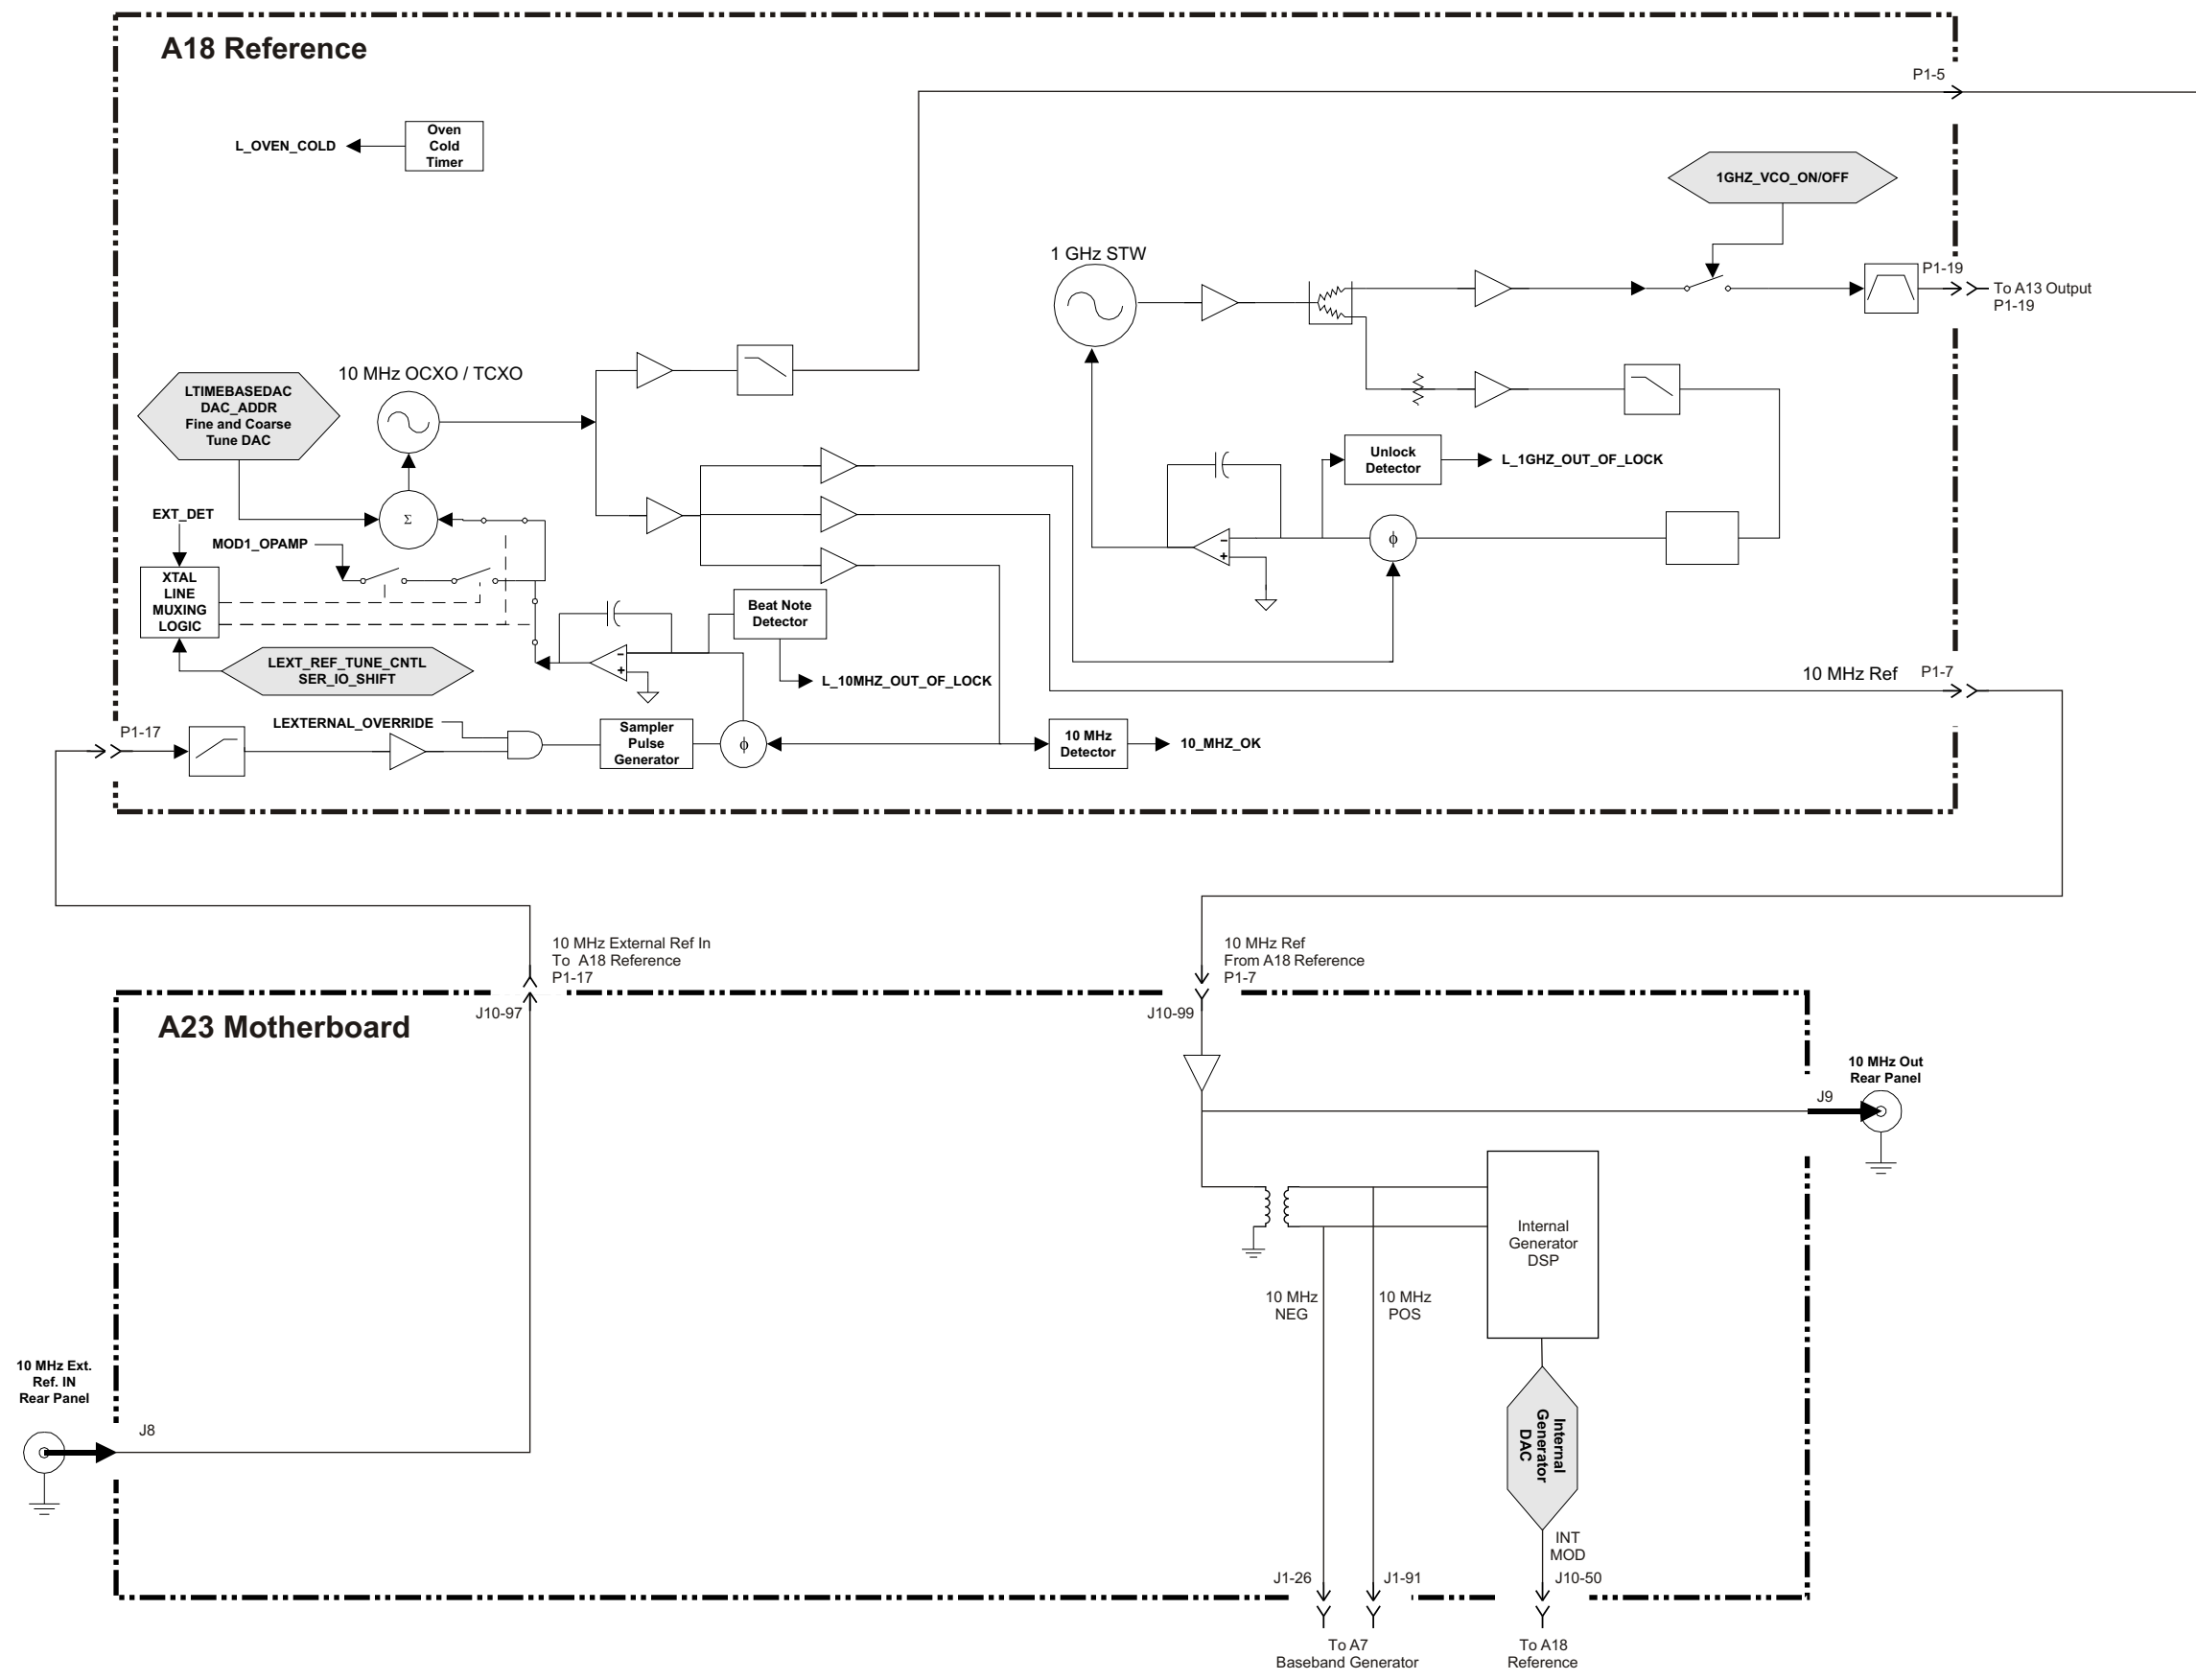 A18 Reference
P1-5
L_OVEN_COLD
Oven
Cold
Timer
1GHZ_VCO_ON/OFF
1 GHz STW
P1-19
To A13 Output
P1-19
10 MHz OCXO / TCXO
LTIMEBASEDAC
DAC_ADDR
Fine and Coarse
Tune DAC
Unlock
Detector
L_1GHZ_OUT_OF_LOCK
EXT_DET
Σ
MOD1_OPAMP
ϕ
–
+
XTAL
LINE
MUXING
LOGIC
Beat Note
Detector
–
+
LEXT_REF_TUNE_CNTL
SER_IO_SHIFT
L_10MHZ_OUT_OF_LOCK
10 MHz Ref
P1-7
P1-17
LEXTERNAL_OVERRIDE
Sampler
Pulse
Generator
ϕ
10 MHz
Detector
10_MHZ_OK
10 MHz External Ref In
To A18 Reference
P1-17
10 MHz Ref
From A18 Reference
P1-7
J10-97
J10-99
A23 Motherboard
10 MHz Out
Rear Panel
J9
Internal
Generator
DSP
10 MHz
NEG
10 MHz
POS
10 MHz Ext.
Ref. IN
Rear Panel
J8
Internal
Generator
DAC
INT
MOD
J1-26
J1-91
J10-50
To A7
Baseband Generator
To A18
Reference